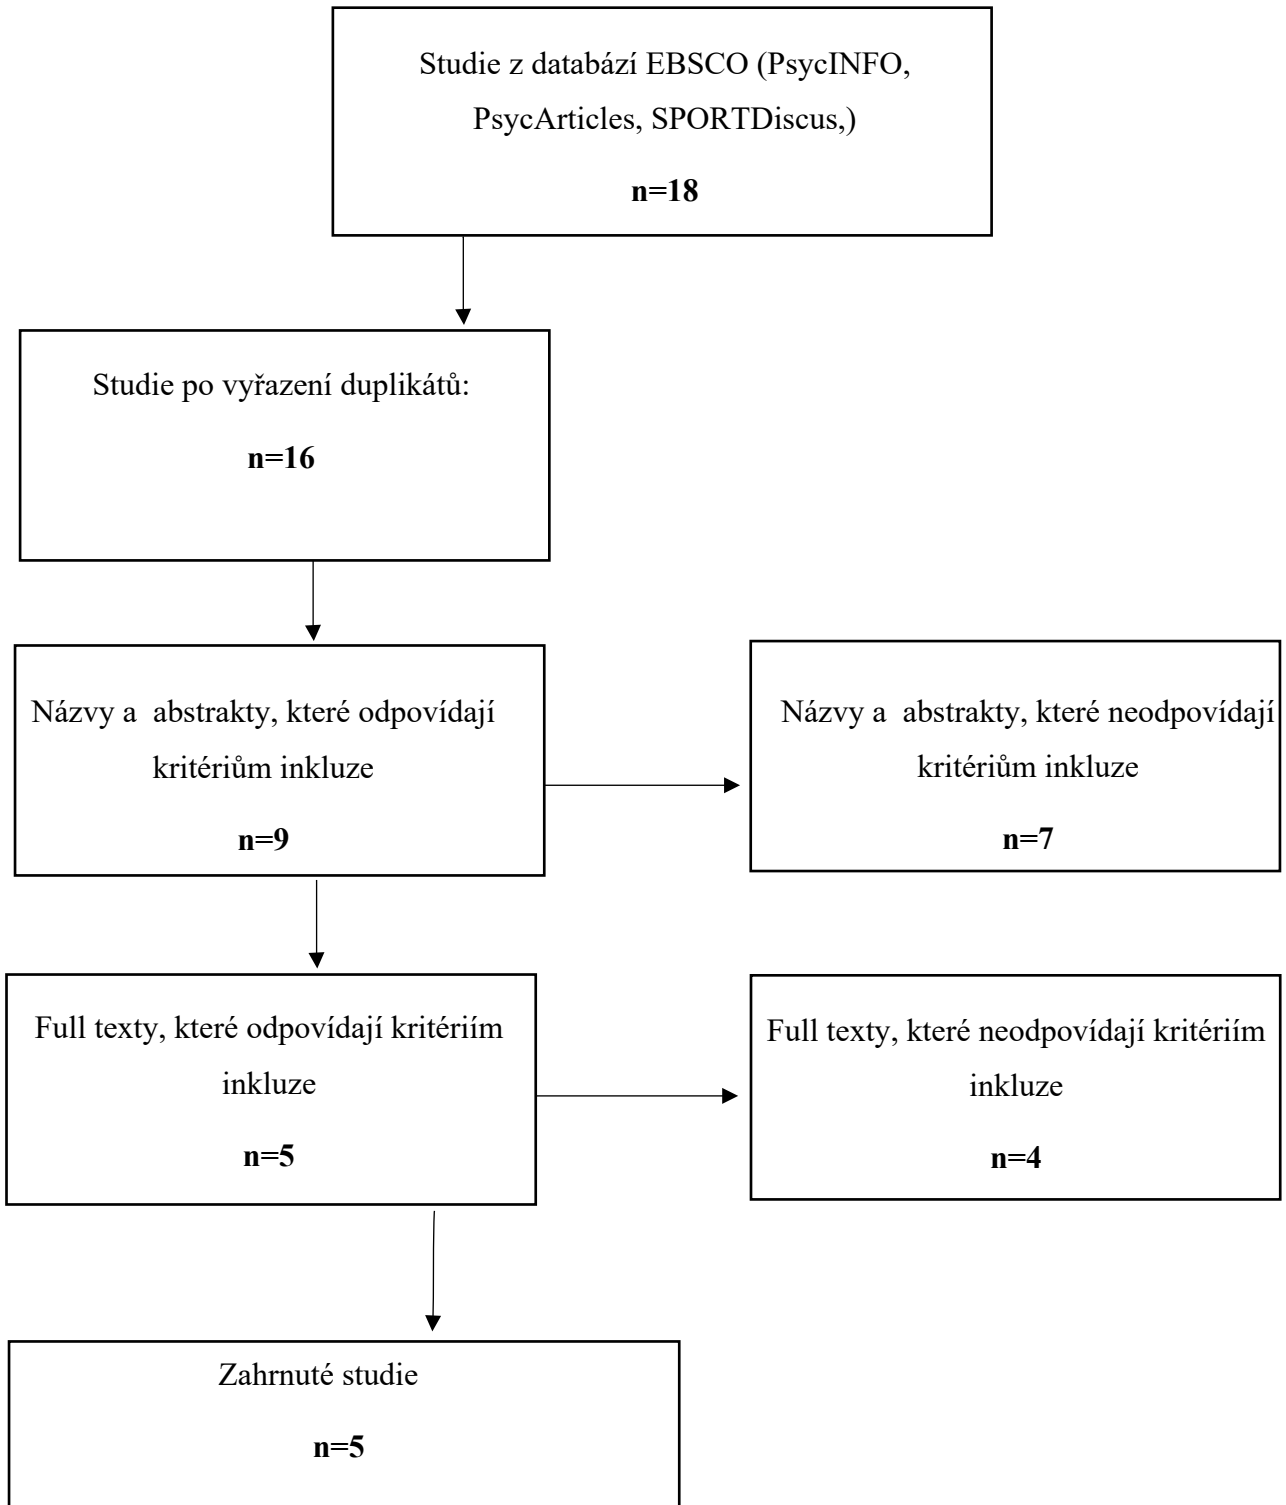 Studie z databází EBSCO (PsycINFO,
PsycArticles, SPORTDiscus,)
n=18
Studie po vyřazení duplikátů:
n=16
Názvy a  abstrakty, které odpovídají
kritériům inkluze
n=9
Názvy a  abstrakty, které neodpovídají
kritériům inkluze
n=7
Full texty, které odpovídají kritériím
inkluze
n=5
Full texty, které neodpovídají kritériím
inkluze
n=4
Zahrnuté studie
n=5